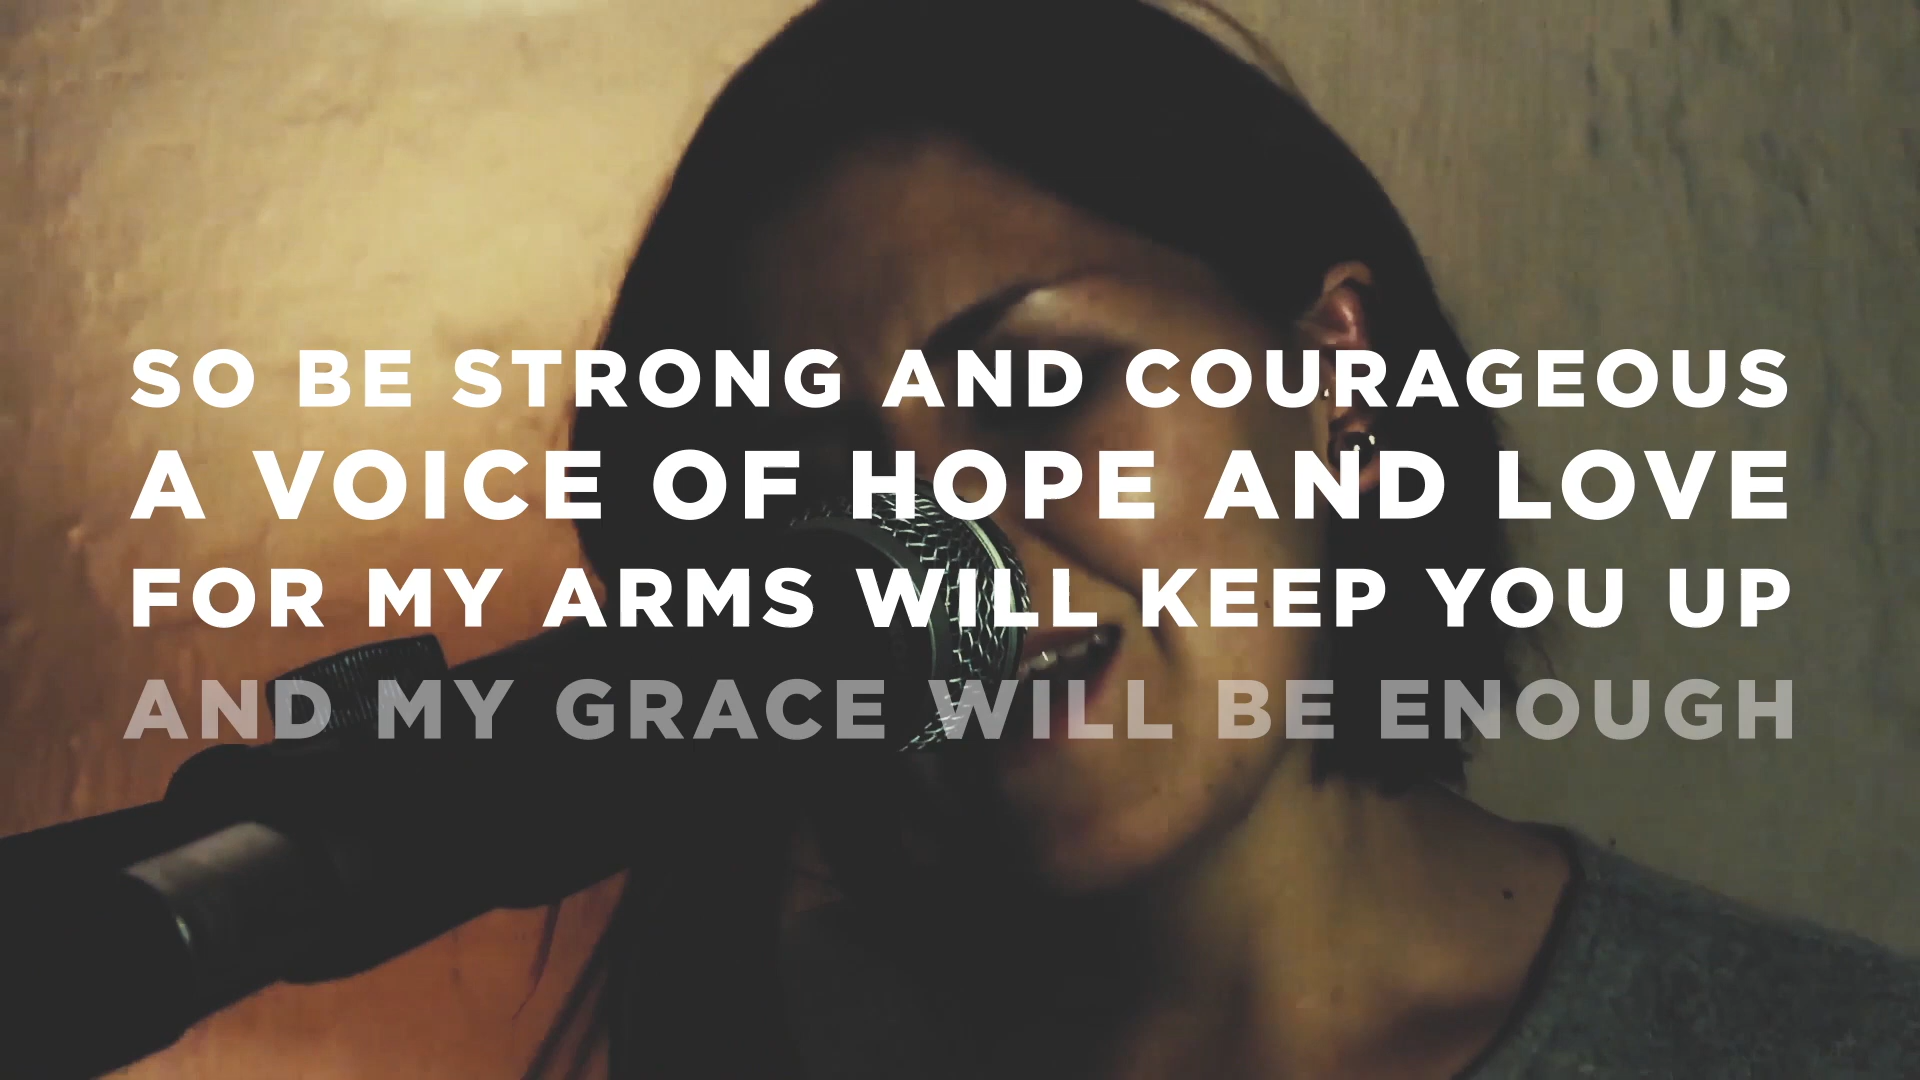 SO BE STRONG AND COURAGEOUS
A VOICE OF HOPE AND LOVE
FOR MY ARMS WILL KEEP YOU UP
AND MY GRACE WILL BE ENOUGH